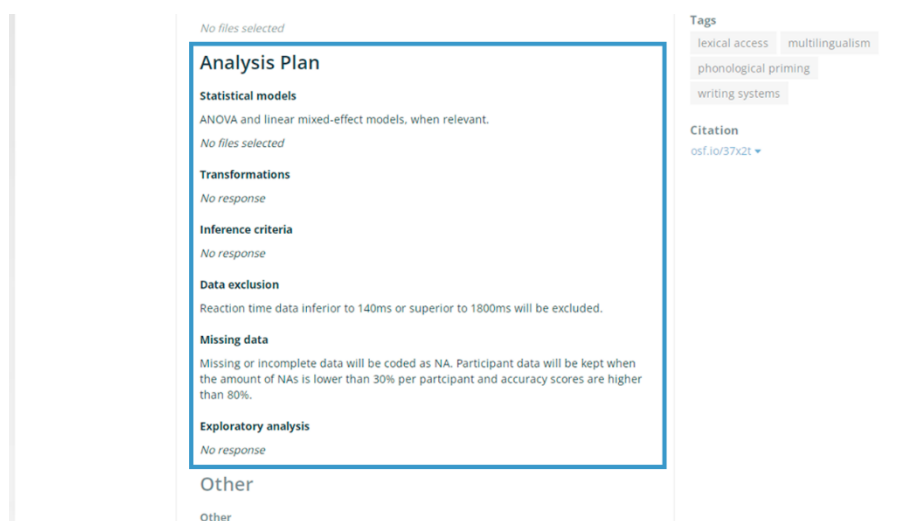 No files selected
Analysis Plan
Statistical models
ANOVA and linear mixed-effect models, when relevant.
No files selected
Transformations
No response
Inference criteria
No response
Data exclusion
Reaction time data inferior to 140ms or superior to 1800ms will be excluded.
Missing data
Missing or incomplete data will be coded as NA. Participant data will be kept when
the amount of NAs is lower than 30% per partcipant and accuracy scores are higher
than 80%.
Exploratory analysis
No response
Other
Other
Tags
lexical access multilingualism
phonological priming
writing systems
Citation
osf.io/37x2t